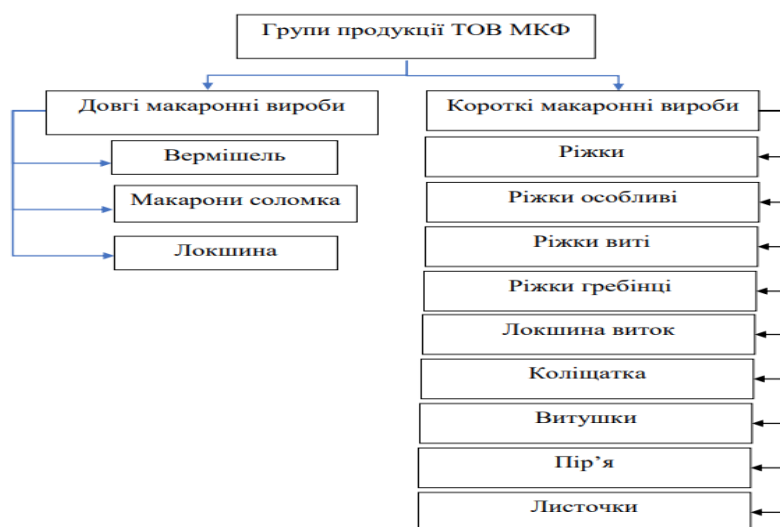 Групи продукції ТОВ МКФ
Довгі макаронні вироби
Вермішель
Макарони соломка
Локшина
Короткі макаронні вироби
Ріжки
Ріжки особливі
Ріжки виті
Ріжки гребінці
Локшина виток
Коліщатка
Витушки
Пір’я
Листочки